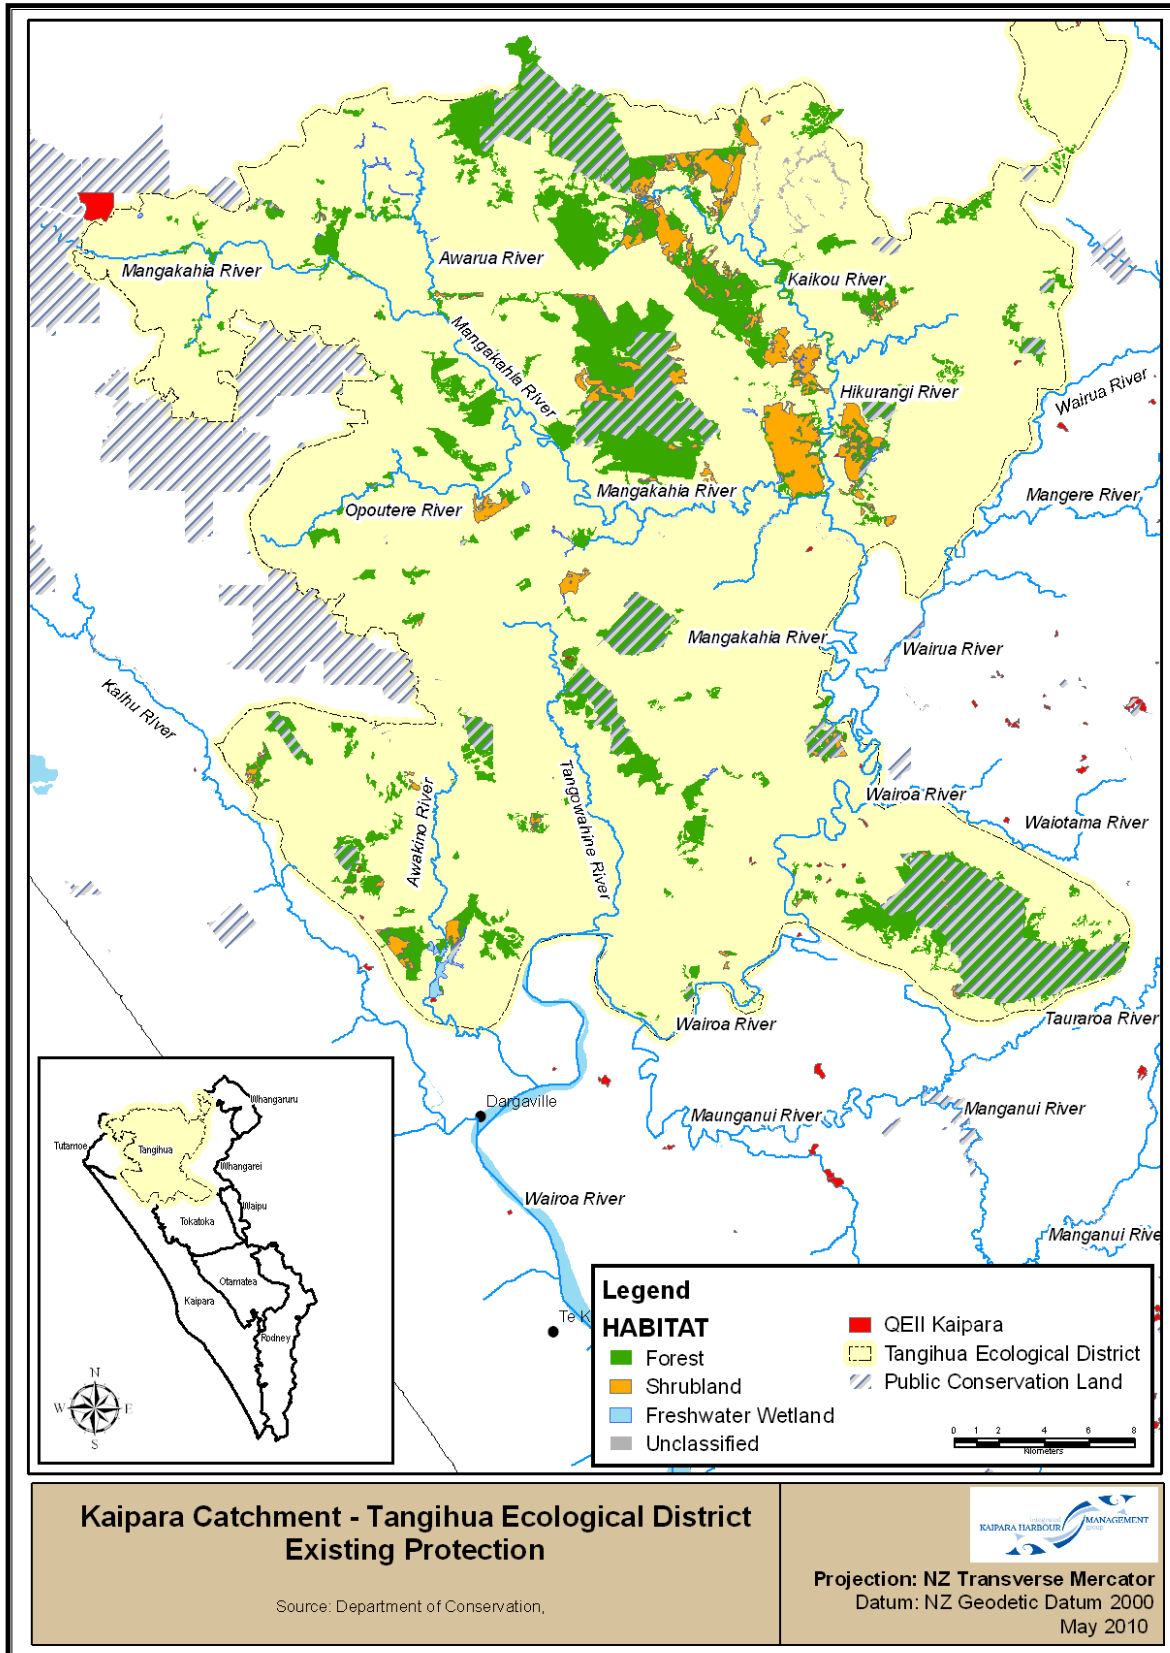 Mangakahia River
Awarua River
Kaikou River
Mangakahia River
Hikurangi River
Wairua River
Mangakahia River
Mangere River
Opoutere River
Mangakahia River
Wairua River
Kaihu River
Tangowahine River
Awakino River
Wairoa River
Waiotama River
Wairoa River
Tauraroa River
Dargaville
Maunganui River
Manganui River
Wairoa River
Manganui Rive
Te K
Whangaruru
Tutamoe
Tangihua
Whangarei
Waipu
Tokatoka
Otamatea
Kaipara
Rodney
N
W E
S
Legend
HABITAT
Forest
Shrubland
Freshwater Wetland
Unclassified
QEII Kaipara
Tangihua Ecological District
Public Conservation Land
0 1 2 4 6 8
Kilometers
Kaipara Catchment - Tangihua Ecological District
Existing Protection
Source: Department of Conservation,
integrated
KAIPARA HARBOUR MANAGEMENT
group
Projection: NZ Transverse Mercator
Datum: NZ Geodetic Datum 2000
May 2010